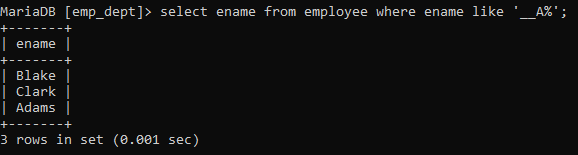 MariaDB [emp_dept]> select ename from employee where ename like '__A%';
+-------+
| ename |
+-------+
| Blake |
| Clark |
| Adams |
+-------+
3 rows in set (0.001 sec)